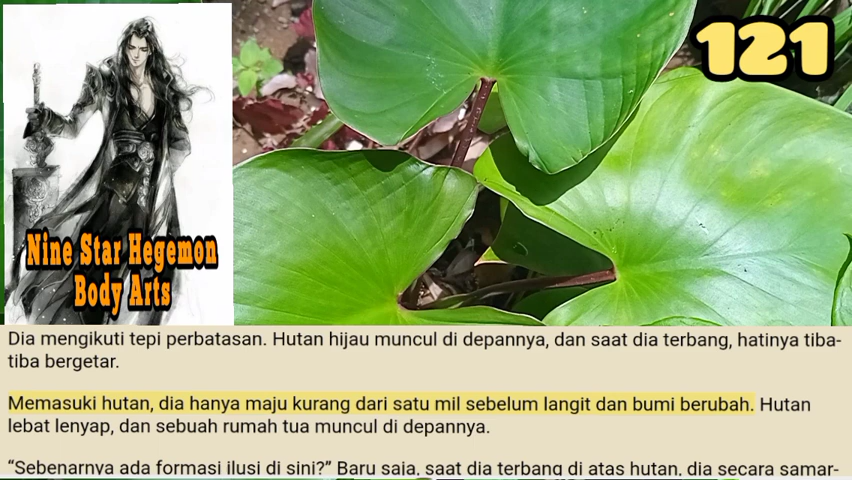 121
Nine Star Hegemon
Body Arts
Dia mengikuti tepi perbatasan. Hutan hijau muncul di depannya, dan saat dia terbang, hatinya tiba-
tiba bergetar.
Memasuki hutan, dia hanya maju kurang dari satu mil sebelum langit dan bumi berubah. Hutan
lebat lenyap, dan sebuah rumah tua muncul di depannya.
“Sebenarnya ada formasi ilusi di sini?” Baru saja, saat dia terbang di atas hutan, dia secara samar-